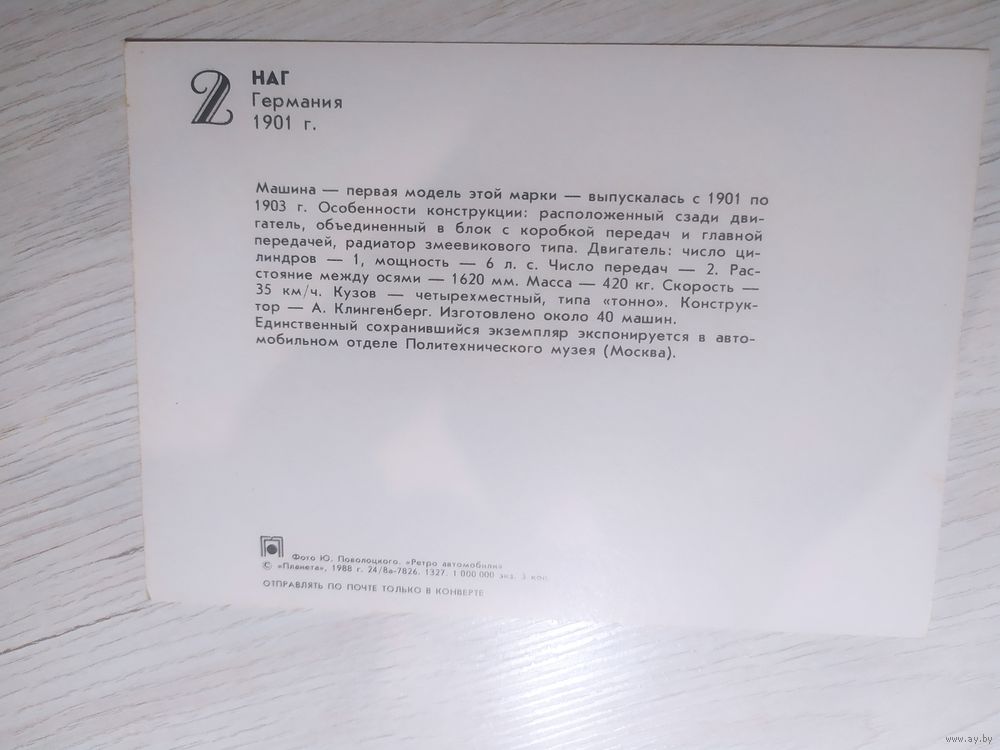 2
НАГ
Германия
1901 г.
Машина — первая модель этой марки — выпускалась с 1901 по
1903 г. Особенности конструкции: расположенный сзади дви-
гатель, объединенный в блок с коробкой передач и главной
передачей, радиатор змеевикового типа. Двигатель: число ци-
линдров — 1, мощность — 6 л. с. Число передач — 2. Рас-
стояние между осями — 1620 мм. Масса — 420 кг. Скорость —
35 км/ч. Кузов — четырехместный, типа «тонно». Конструк-
тор — А. Клингенберг. Изготовлено около 40 машин.
Единственный сохранившийся экземпляр экспонируется в авто-
мобильном отделе Политехнического музея (Москва).
Фото Ю. Поволоцкого. «Ретро автомобили»
© «Планета», 1988 г. 24/8а-7826. 1327. 1 000 000 экз. 3 коп.
ОТПРАВЛЯТЬ ПО ПОЧТЕ ТОЛЬКО В КОНВЕРТЕ
www.ay.by